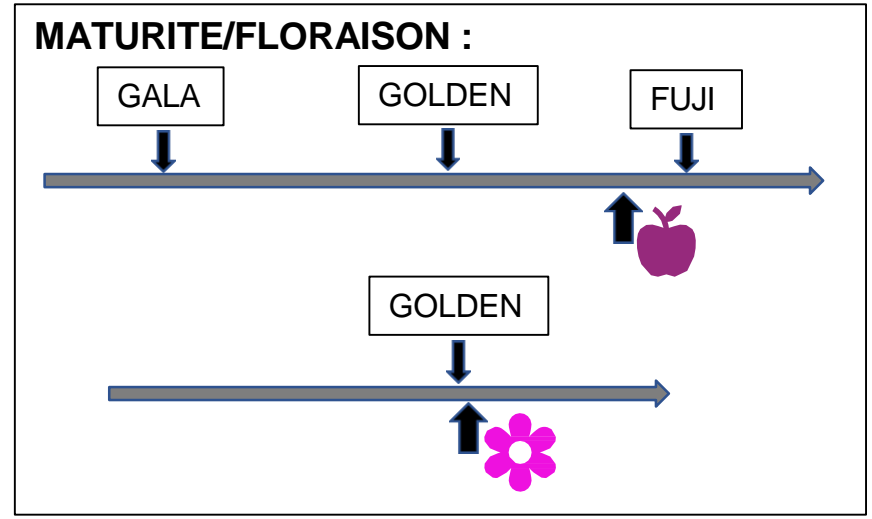 MATURITE/FLORAISON :
GALA
GOLDEN
FUJI
GOLDEN